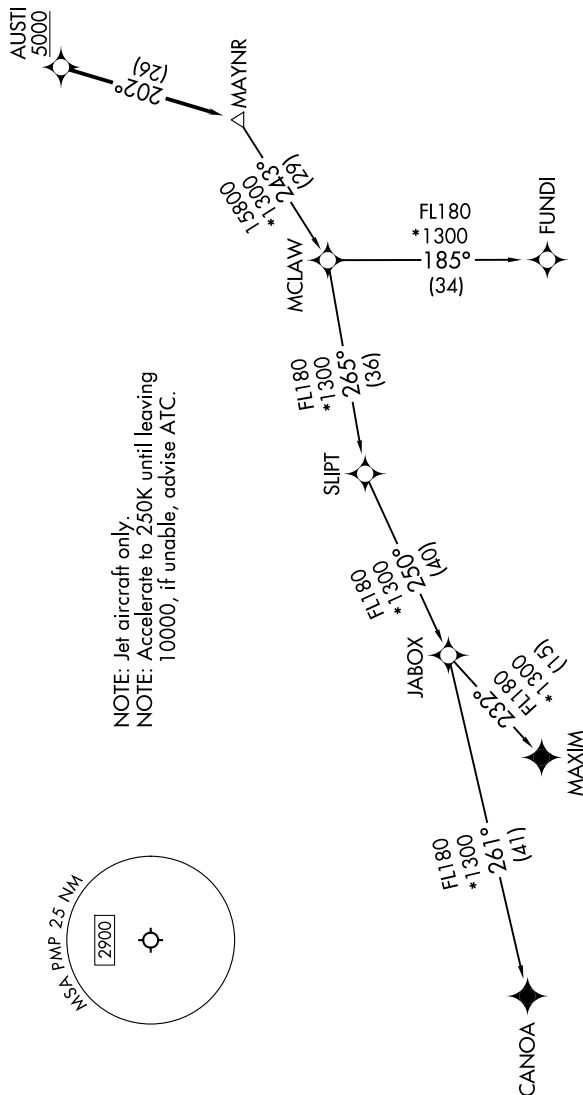 AUSTI
5000
202°
(26)
MAYNR
15800
*1300
243°
(29)
MCLAW
FL180
*1300
185°
(34)
FUNDI
FL180
*1300
265°
(36)
SLIPT
NOTE: Jet aircraft only.
NOTE: Accelerate to 250K until leaving
10000, if unable, advise ATC.
FL180
*1300
250°
(40)
JABOX
232°
FL180
*1300
(15)
MAXIM
FL180
*1300
261°
(41)
CANOA
MSA PMP 25 NM
2900